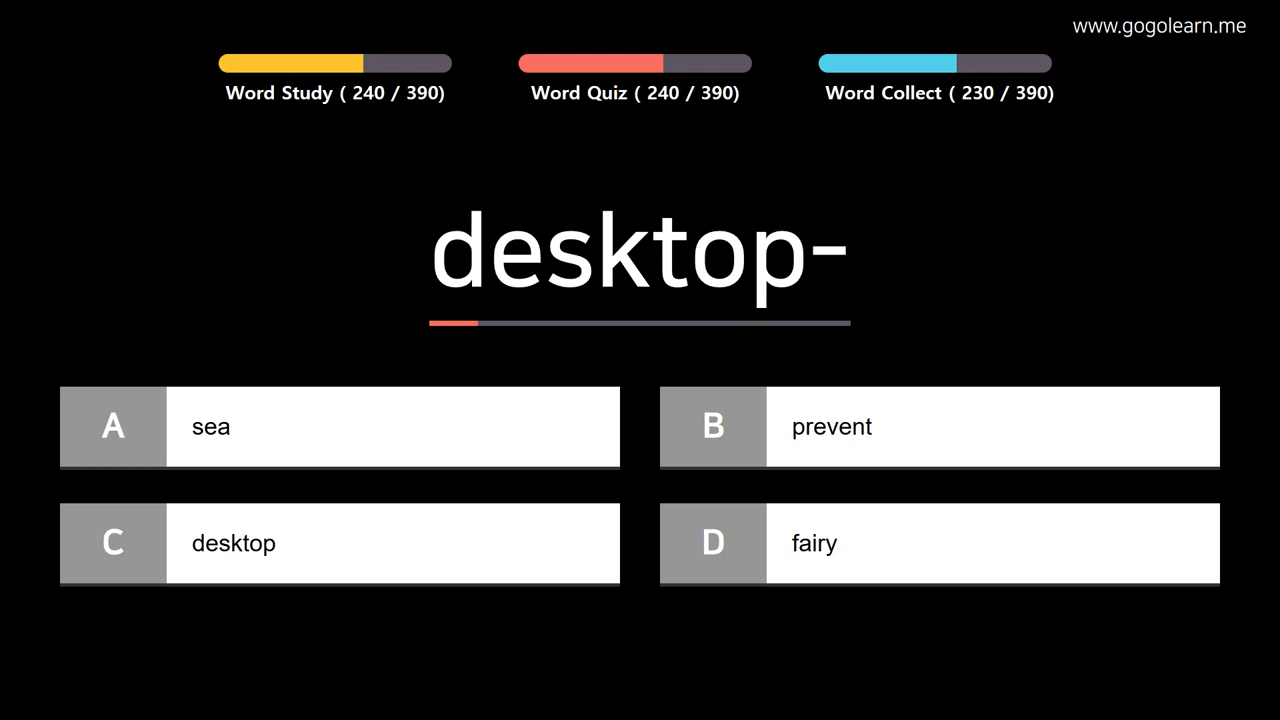 www.gogolearn.me
Word Study ( 240 / 390)
Word Quiz ( 240 / 390)
Word Collect ( 230 / 390)
desktop-
A
sea
B
prevent
C
desktop
D
fairy